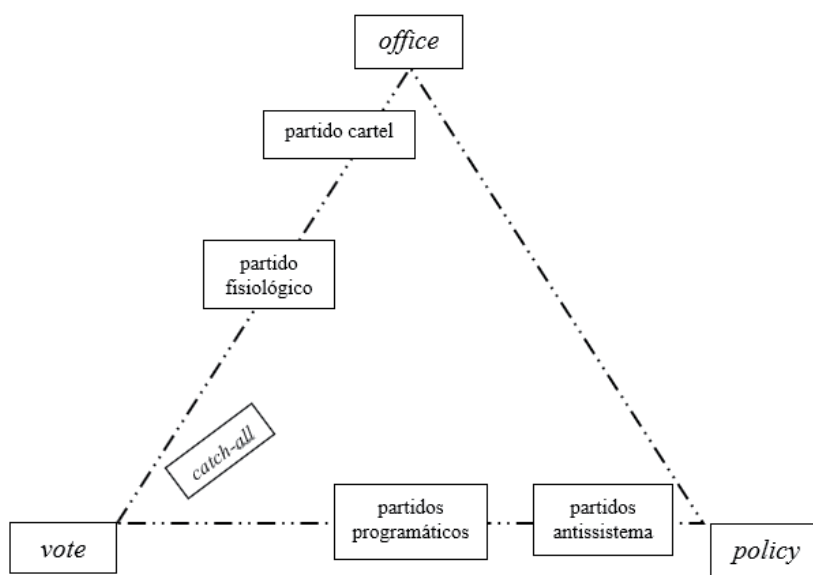 office
partido cartel
partido
fisiológico
catch-all
partidos
programáticos
partidos
antissistema
vote
policy